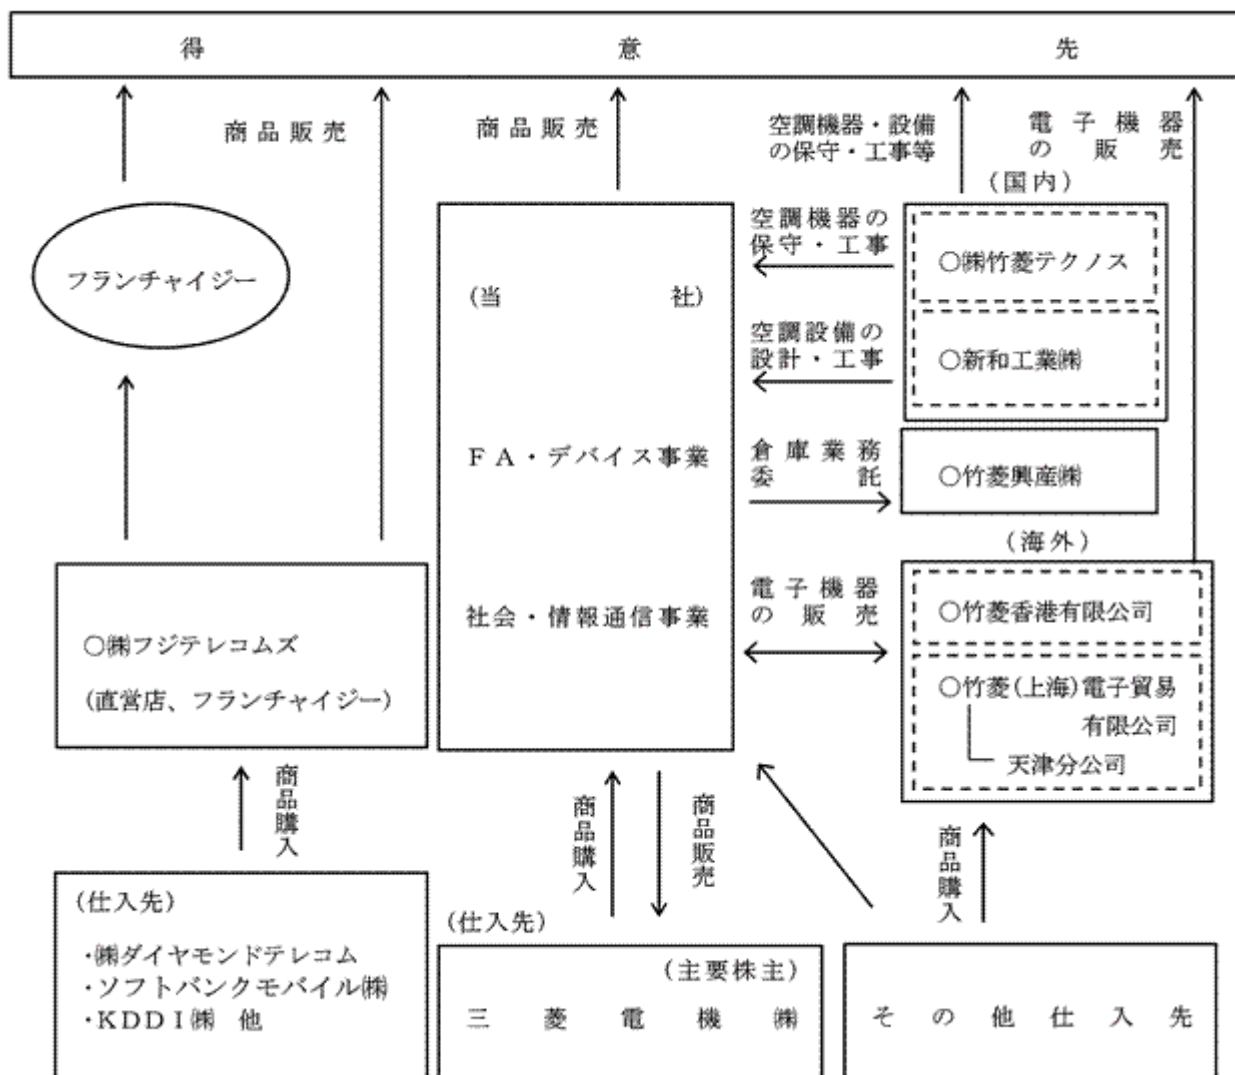 得意先
商品販売
商品販売
空調機器・設備
の保守・工事等
電子機器
の販売
(国内)
フランチャイジー
(当社)
ＦＡ・デバイス事業
社会・情報通信事業
空調機器の
保守・工事
空調設備の
設計・工事
倉庫業務
委託
電子機器
の販売
○㈱竹菱テクノス
○新和工業㈱
○竹菱興産㈱
(海外)
○竹菱香港有限公司
○竹菱(上海)電子貿易
有限公司
天津分公司
○㈱フジテレコムズ
(直営店、フランチャイジー)
商品購入
商品購入
商品販売
商品購入
(仕入先)
・㈱ダイヤモンドテレコム
・ソフトバンクモバイル㈱
・ＫＤＤＩ㈱ 他
(仕入先)
(主要株主)
三菱電機㈱
その他仕入先